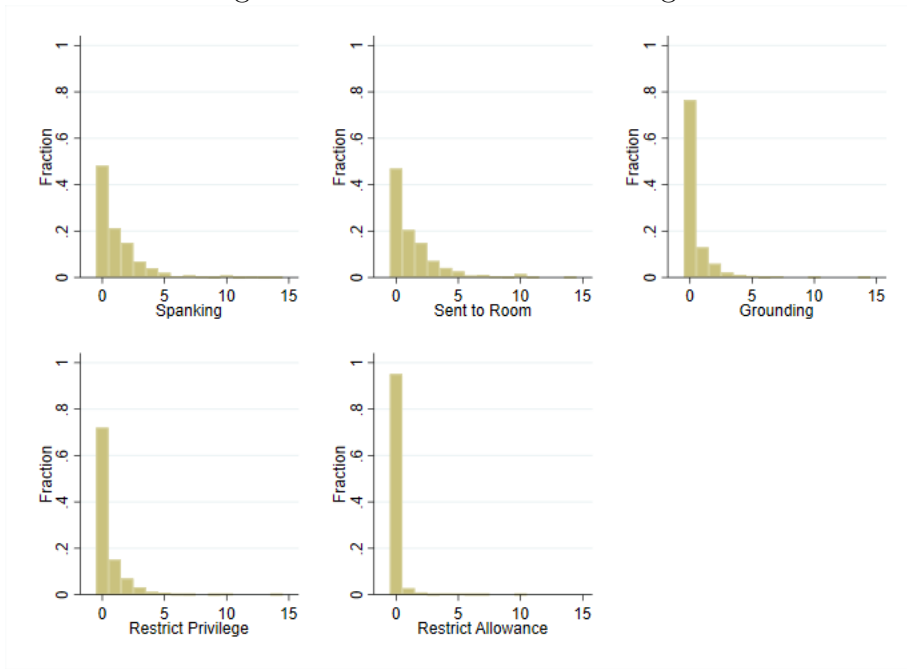 Fraction
0 .2 .4 .6 .8 1
0 5 10 15
Spanking
Fraction
0 .2 .4 .6 .8 1
0 5 10 15
Sent to Room
Fraction
0 .2 .4 .6 .8 1
0 5 10 15
Grounding
Fraction
0 .2 .4 .6 .8 1
0 5 10 15
Restrict Privilege
Fraction
0 .2 .4 .6 .8 1
0 5 10 15
Restrict Allowance